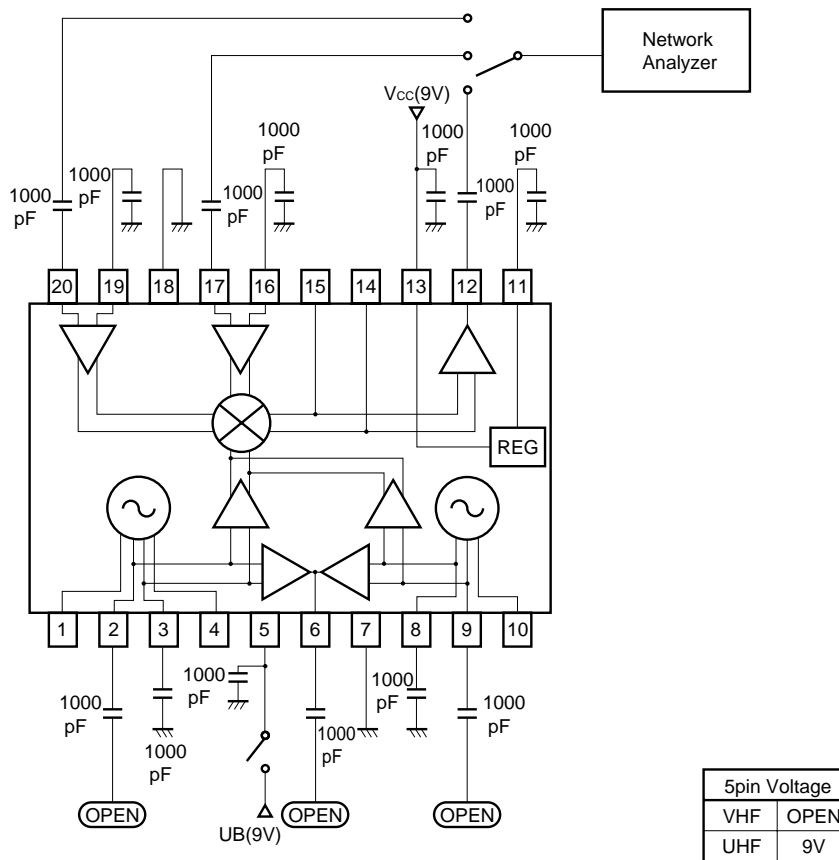 Network
Analyzer
VCC(9V)
1000
pF
1000
pF
1000
pF
1000
pF
1000
pF
1000
pF
1000
pF
1000
pF
20
19
18
17
16
15
14
13
12
11
REG
1
2
3
4
5
6
7
8
9
10
1000
pF
1000
pF
1000
pF
1000
pF
1000
pF
1000
pF
OPEN
UB(9V)
OPEN
OPEN
5pin Voltage
VHF OPEN
UHF 9V